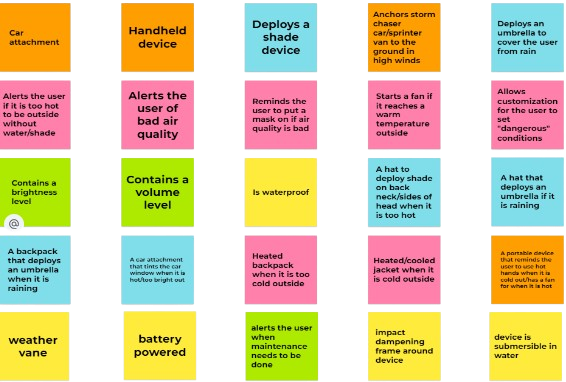 Car
attachment
Handheld
device
Deploys a
shade
device
Anchors storm
chaser
car/sprinter
van to the
ground in
high winds
Deploys an
umbrella to
cover the user
from rain
Alerts the user
if it is too hot
to be outside
without
water/shade
Alerts the
user of
bad air
quality
Reminds the
user to put a
mask on if air
quality is bad
Starts a fan if
it reaches a
warm
temperature
outside
Allows
customization
for the user to
set
"dangerous"
conditions
Contains a
brightness
level
@
Contains a
volume
level
Is waterproof
A hat to
deploy shade
on back
neck/sides of
head when it
is too hot
A hat that
deploys an
umbrella if it
is raining
A backpack
that deploys
an umbrella
when it is
raining
A car attachment
that tints the car
window when it is
hot/too bright out
Heated
backpack
when it is too
cold outside
Heated/cooled
jacket when it
is cold outside
A portable device
that reminds the
user to use hot
hands when it is
cold out/has a fan
for when it is hot
weather
vane
battery
powered
alerts the user
when
maintenance
needs to be
done
impact
dampening
frame around
device
device is
submersible in
water